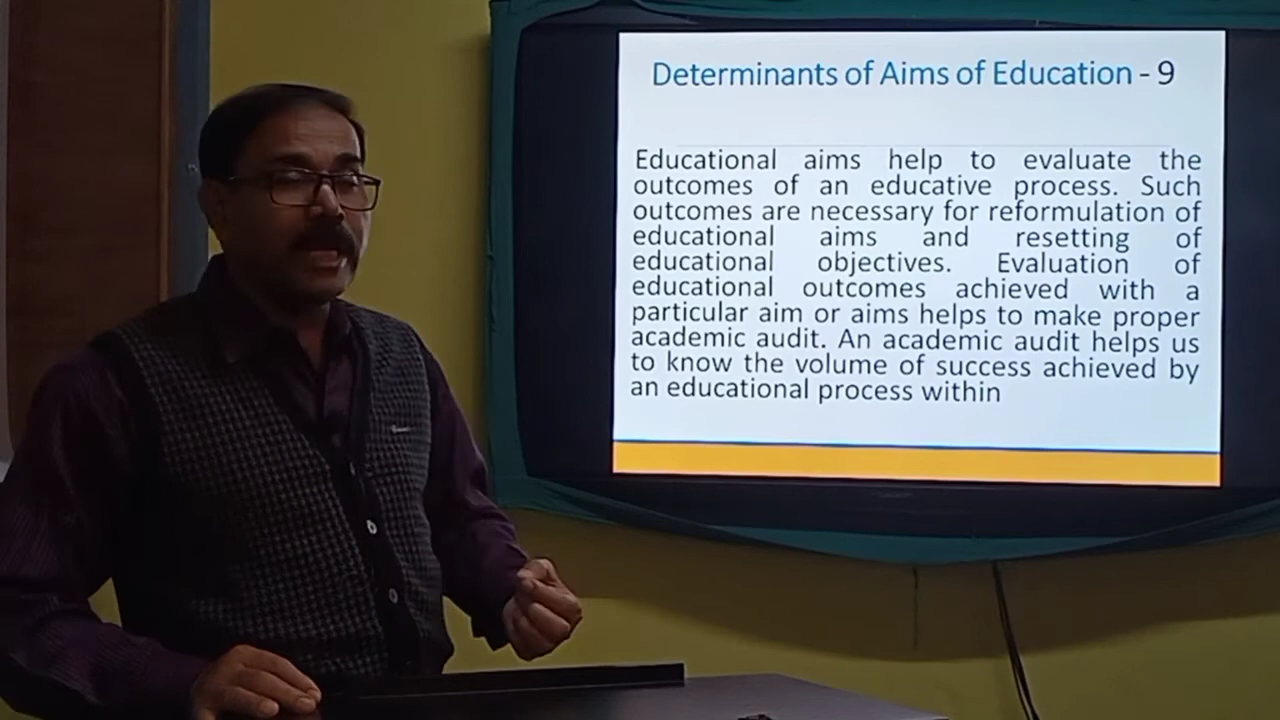 Determinants of Aims of Education - 9
Educational aims help to evaluate the
outcomes of an educative process. Such
outcomes are necessary for reformulation of
educational aims and resetting of
educational objectives. Evaluation of
educational outcomes achieved with a
particular aim or aims helps to make proper
academic audit. An academic audit helps us
to know the volume of success achieved by
an educational process within